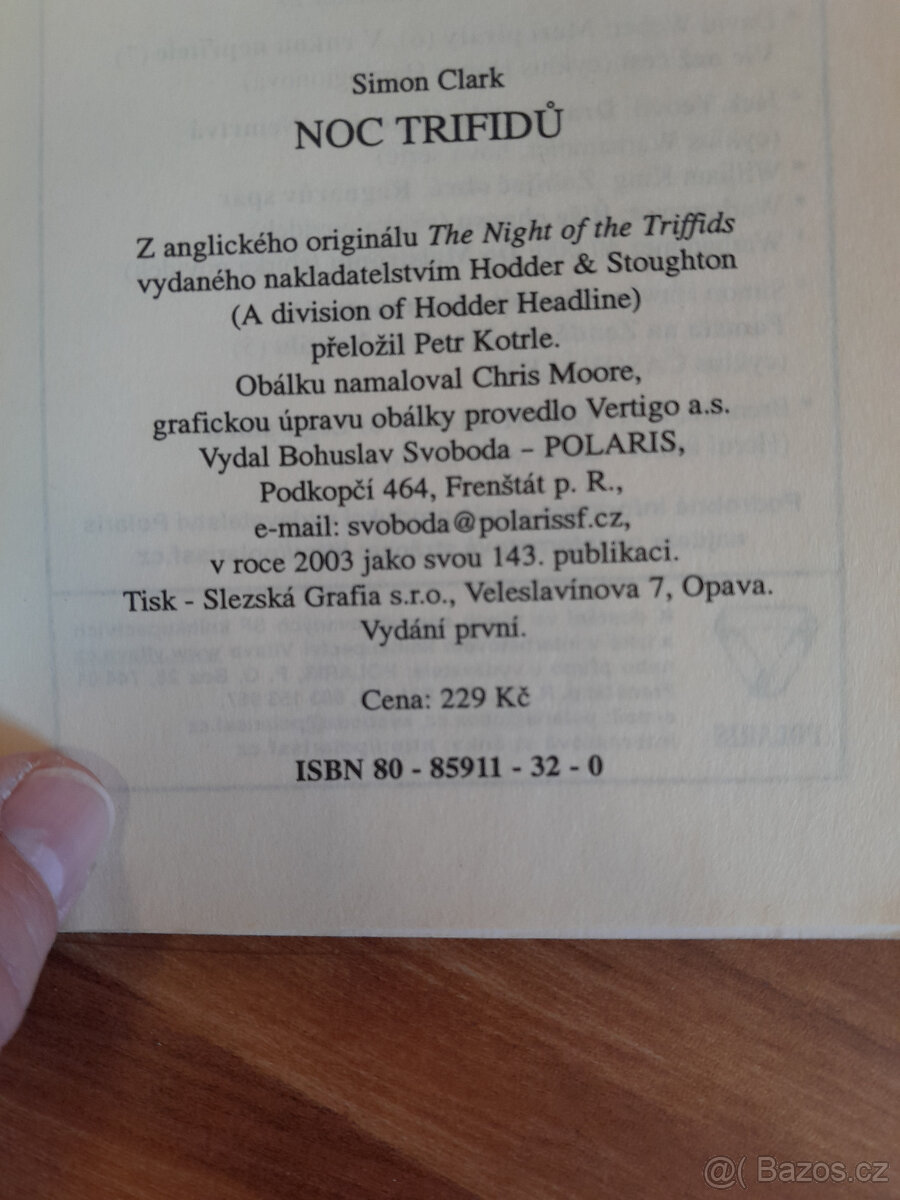 Simon Clark
NOC TRIFIDŮ
Z anglického originálu The Night of the Triffids
vydaného nakladatelstvím Hodder & Stoughton
(A division of Hodder Headline)
přeložil Petr Kotrle.
Obálku namaloval Chris Moore,
grafickou úpravu obálky provedlo Vertigo a.s.
Vydal Bohuslav Svoboda – POLARIS,
Podkopčí 464, Frenštát p. R.,
e-mail: svoboda@polarissf.cz,
v roce 2003 jako svou 143. publikaci.
Tisk - Slezská Grafia s.r.o., Veleslavínova 7, Opava.
Vydání první.
Cena: 229 Kč
ISBN 80 - 85911 - 32 - 0
@( Bazos.cz